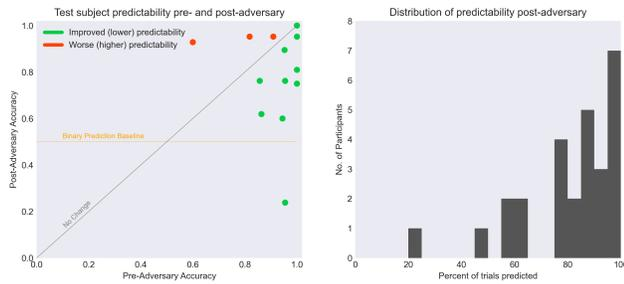 Test subject predictability pre- and post-adversary
Improved (lower) predictability
Worse (higher) predictability
Binary Prediction Baseline
No Change
Post-Adversary Accuracy
1.0
0.8
0.6
0.4
0.2
0.0
0.0 0.2 0.4 0.6 0.8 1.0
Pre-Adversary Accuracy
Distribution of predictability post-adversary
No. of Participants
8
7
6
5
4
3
2
1
0
0 20 40 60 80 100
Percent of trials predicted